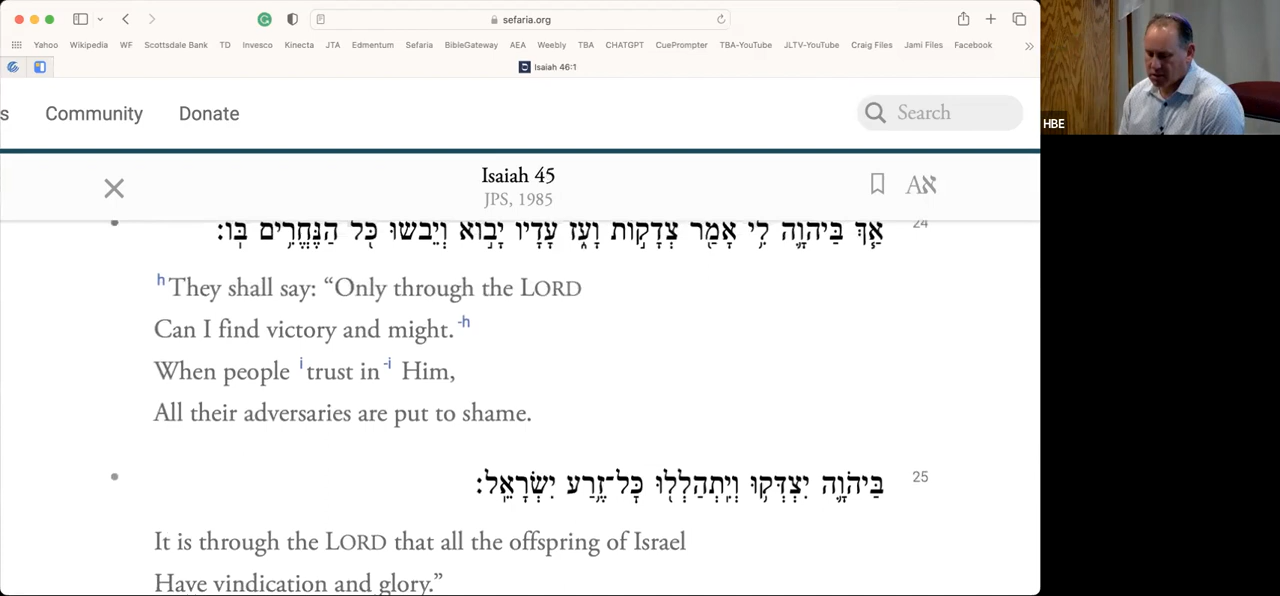 sefaria.org
Yahoo Wikipedia WF Scottsdale Bank TD Invesco Kinecta JTA Edmentum Sefaria BibleGateway AEA Weebly TBA CHATGPT CuePrompter TBA-YouTube JLTV-YouTube Craig Files Jami Files Facebook
Isaiah 46:1
s Community Donate Search
Isaiah 45
JPS, 1985
Aא
HBE
24
אַ֧ךְ בַּיהֹוָ֛ה לִ֥י אָמַ֖ר צְדָק֣וֹת וָעֹ֑ז עָדָיו֙ יָב֣וֹא וְיֵבֹ֔שׁוּ כֹּ֖ל הַנֶּחֱרִ֥ים בּֽוֹ׃
h They shall say: “Only through the LORD
Can I find victory and might. -h
When people i trust in -i Him,
All their adversaries are put to shame.
25
בַּיהֹוָ֛ה יִצְדְּק֥וּ וְיִֽתְהַלְל֖וּ כׇּל־זֶ֥רַע יִשְׂרָאֵֽל׃
It is through the LORD that all the offspring of Israel
Have vindication and glory.”